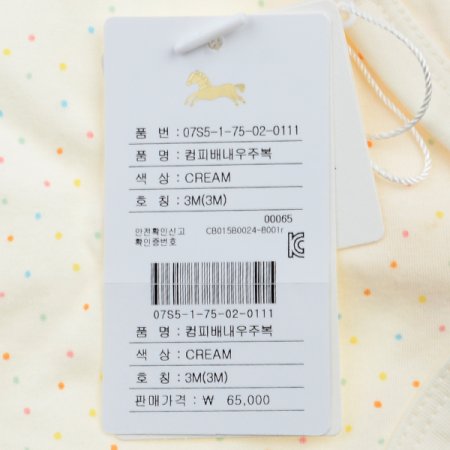 품 번 : 07S5-1-75-02-0111
품 명 : 컴피배내우주복
색 상 : CREAM
호 칭 : 3M(3M)
00065
안전확인신고 CB015B0024-B001r
확인증번호
07S5-1-75-02-0111
품 명 : 컴피배내우주복
색 상 : CREAM
호 칭 : 3M(3M)
판매가격 : ₩ 65,000